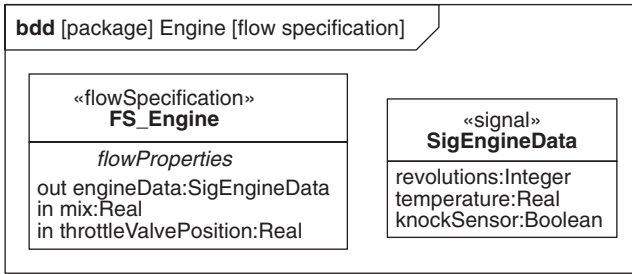 bdd [package] Engine [flow specification]
«flowSpecification»
FS_Engine
flowProperties
out engineData:SigEngineData
in mix:Real
in throttleValvePosition:Real
«signal»
SigEngineData
revolutions:Integer
temperature:Real
knockSensor:Boolean